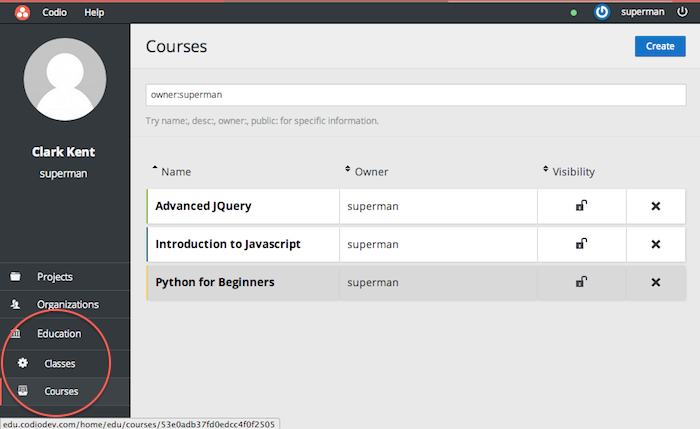 Codio Help superman
Courses
Create
Clark Kent
superman
owner:superman
Try name:, desc:, owner:, public: for specific information.
Name Owner Visibility
Advanced JQuery superman
Introduction to Javascript superman
Python for Beginners superman
Projects
Organizations
Education
Classes
Courses
edu.codiodev.com/home/edu/courses/53e0adb37fd0edcc4f0f2505